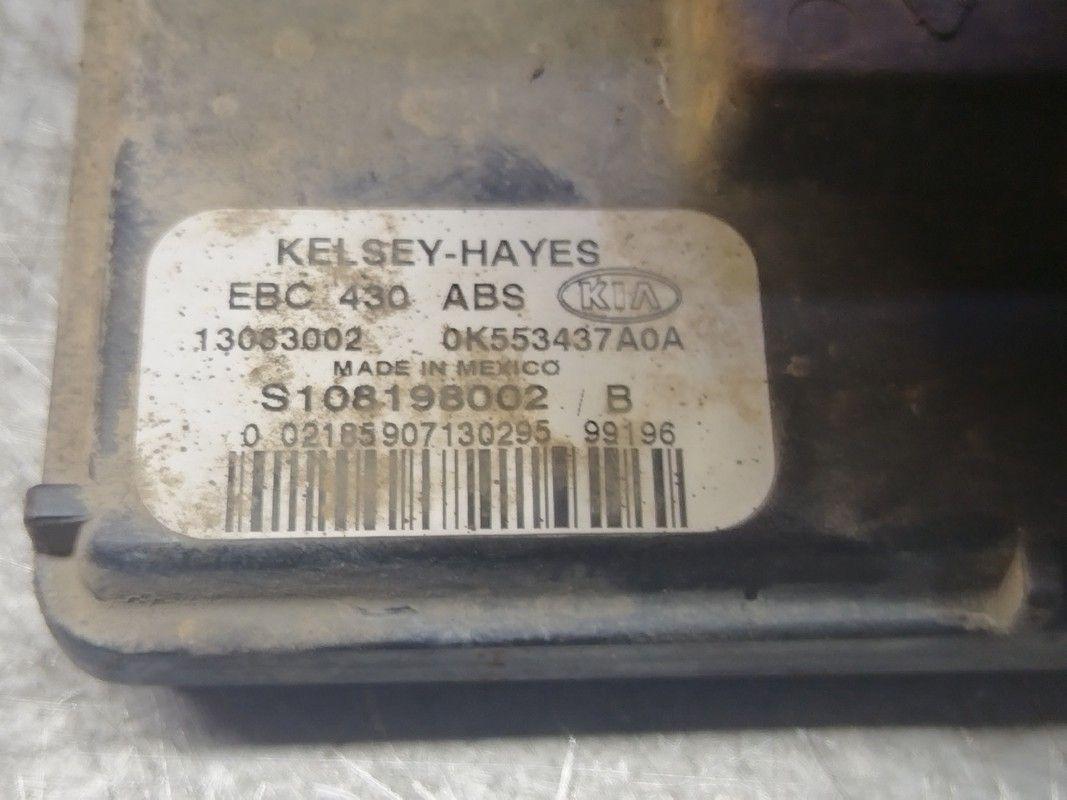 KELSEY-HAYES
EBC 430 ABS KIA
13083002 0K553437A0A
MADE IN MEXICO
S108198002 / B
0 02185907130295 99196